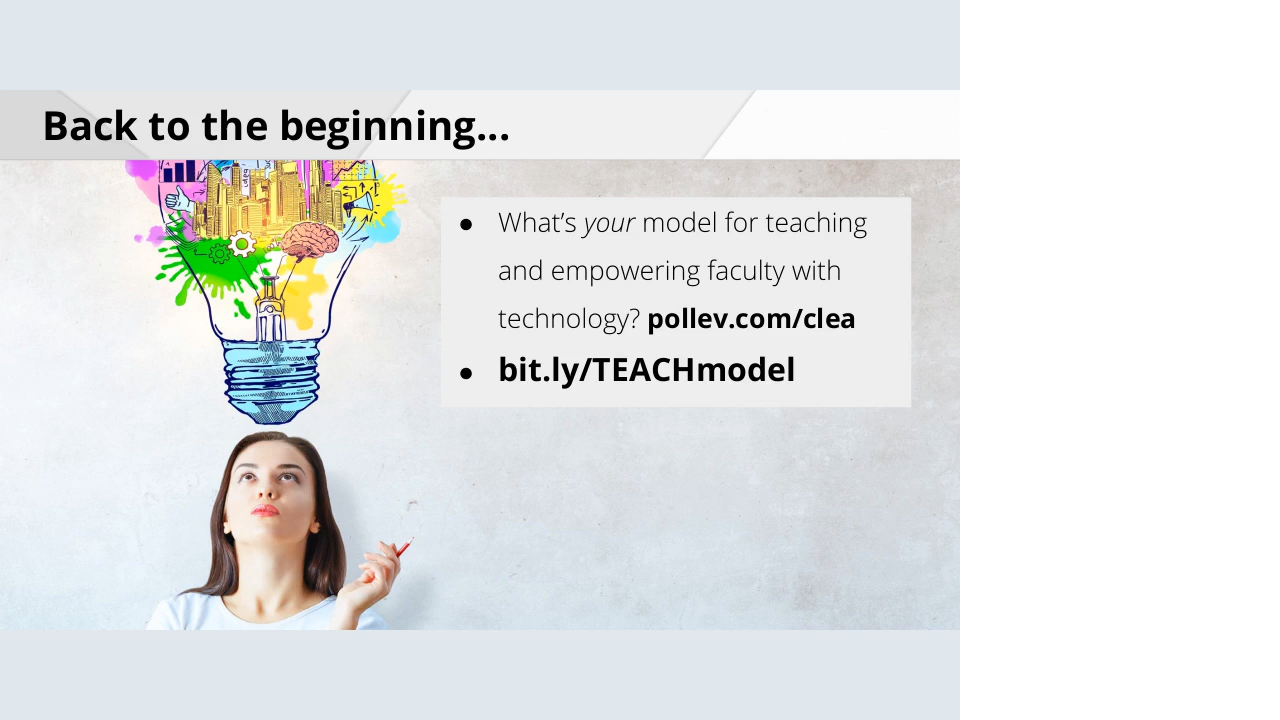 Back to the beginning...
● What’s your model for teaching
and empowering faculty with
technology? pollev.com/clea
● bit.ly/TEACHmodel